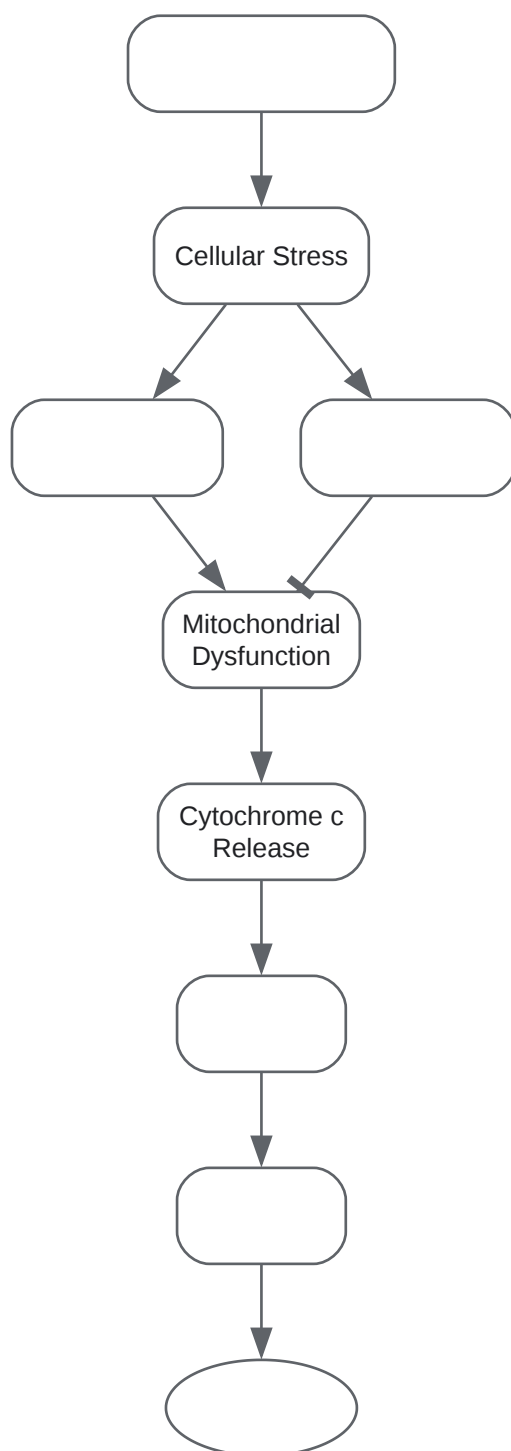 Cellular Stress
Mitochondrial
Dysfunction
Cytochrome c
Release